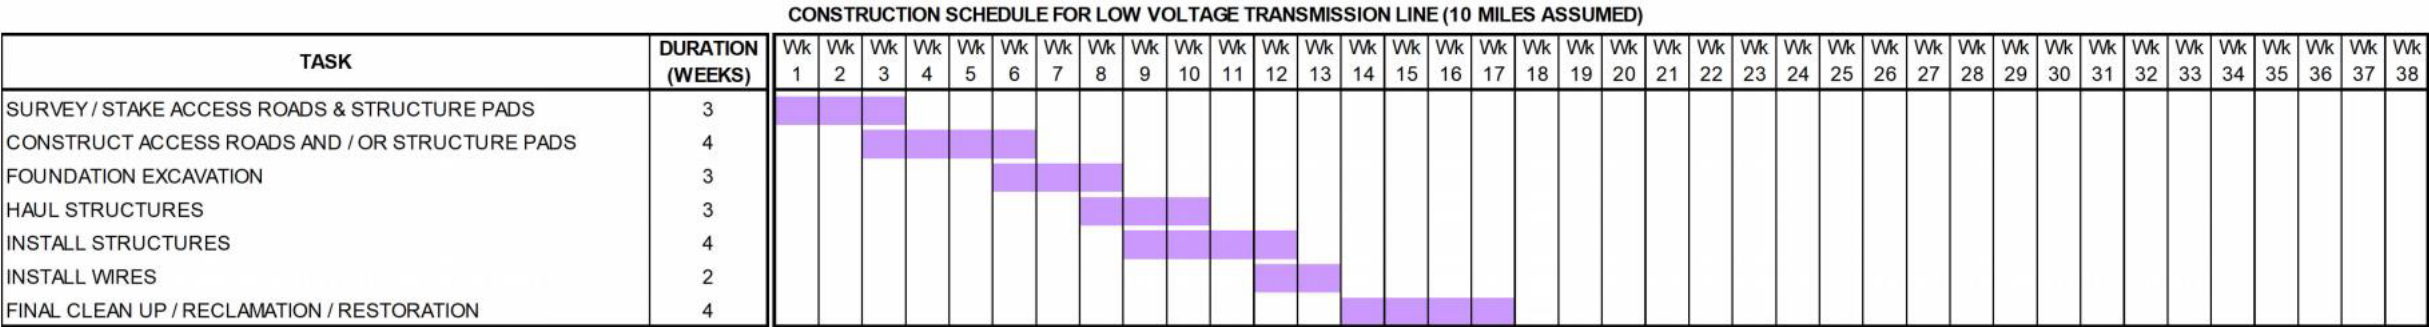 CONSTRUCTION SCHEDULE FOR LOW VOLTAGE TRANSMISSION LINE (10 MILES ASSUMED)
TASK DURATION (WEEKS) Wk 1 Wk 2 Wk 3 Wk 4 Wk 5 Wk 6 Wk 7 Wk 8 Wk 9 Wk 10 Wk 11 Wk 12 Wk 13 Wk 14 Wk 15 Wk 16 Wk 17 Wk 18 Wk 19 Wk 20 Wk 21 Wk 22 Wk 23 Wk 24 Wk 25 Wk 26 Wk 27 Wk 28 Wk 29 Wk 30 Wk 31 Wk 32 Wk 33 Wk 34 Wk 35 Wk 36 Wk 37 Wk 38
SURVEY / STAKE ACCESS ROADS & STRUCTURE PADS 3
CONSTRUCT ACCESS ROADS AND / OR STRUCTURE PADS 4
FOUNDATION EXCAVATION 3
HAUL STRUCTURES 3
INSTALL STRUCTURES 4
INSTALL WIRES 2
FINAL CLEAN UP / RECLAMATION / RESTORATION 4